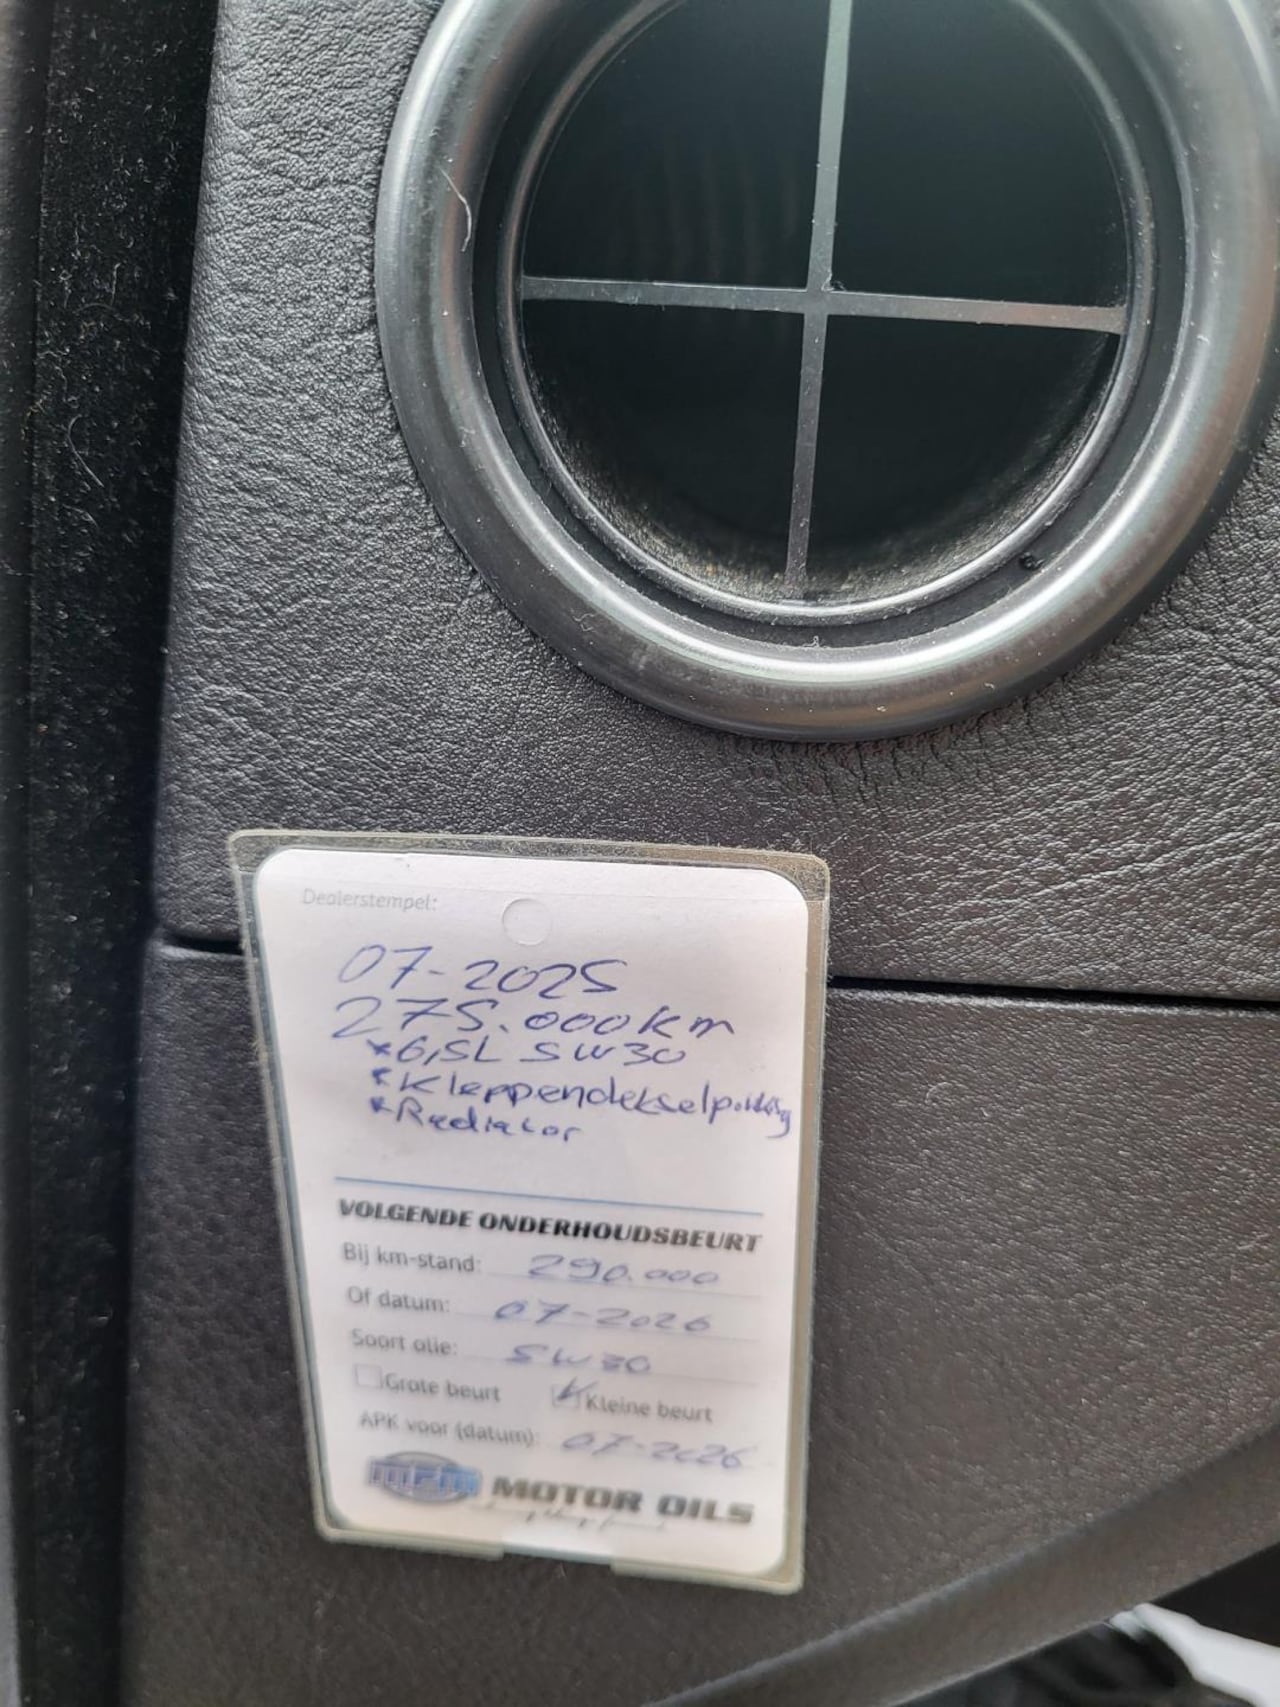 Dealerstempel:
07-2025
275.000km
*6,5L 5W30
*Kleppendekselpakking
*Radiator
VOLGENDE ONDERHOUDSBEURT
Bij km-stand: 290.000
Of datum: 07-2026
Soort olie: 5W30
Grote beurt Kleine beurt
APK voor (datum): 07-2026
MPM MOTOR OILS